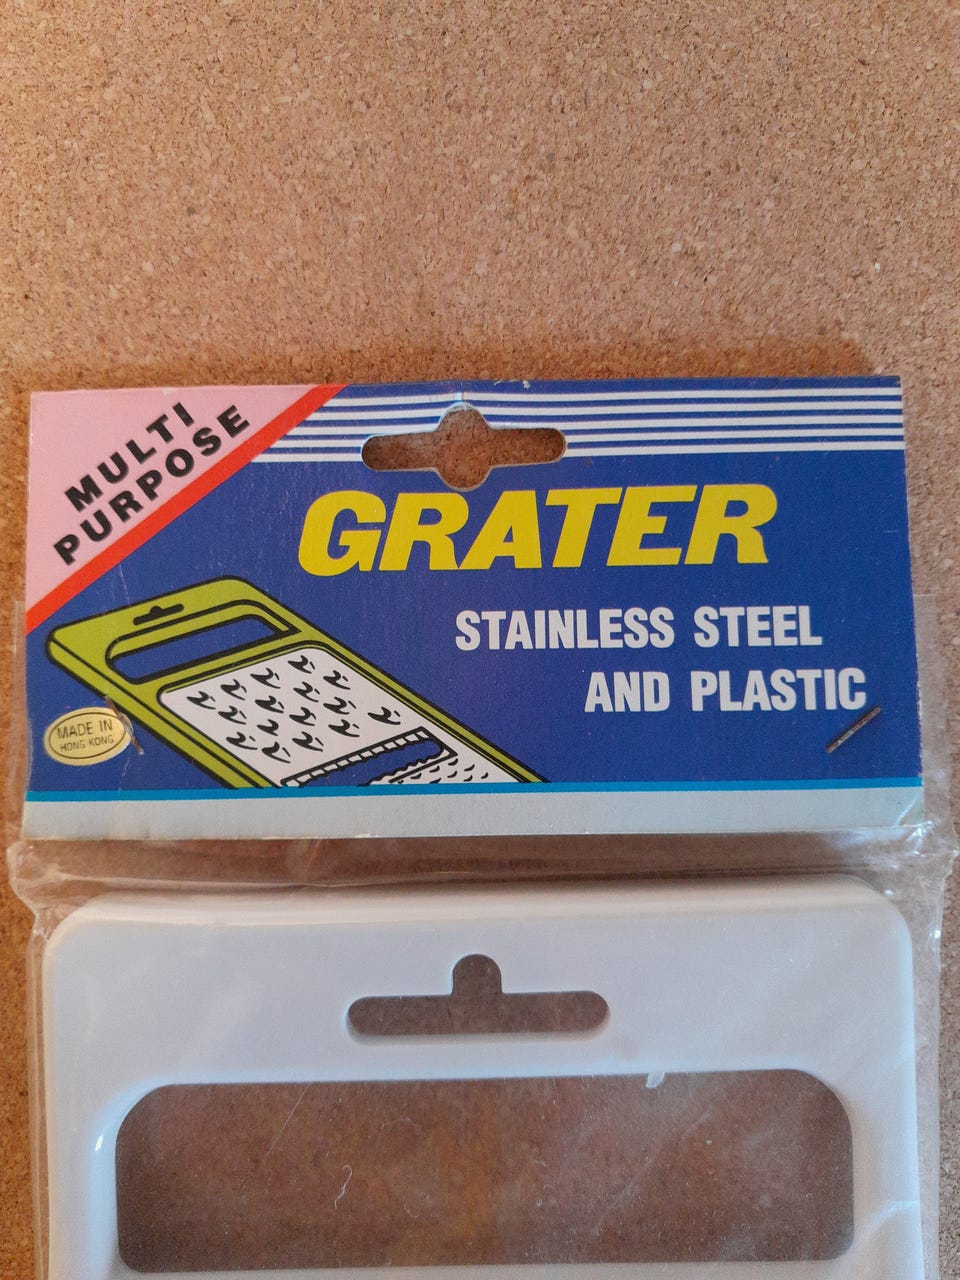 MULTI
PURPOSE
GRATER
STAINLESS STEEL
AND PLASTIC
MADE IN
HONG KONG